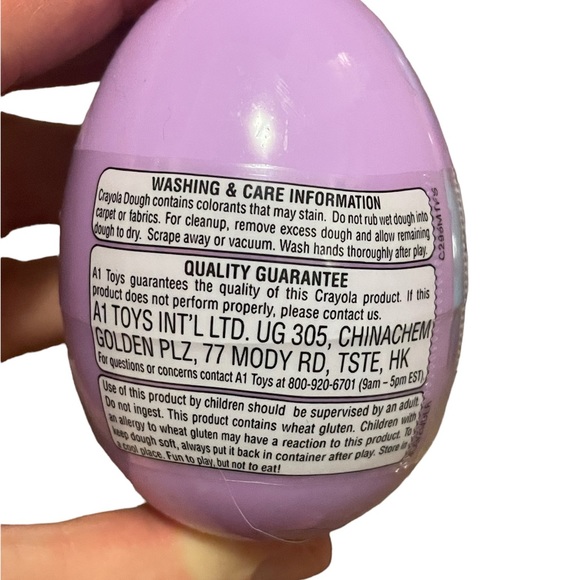 WASHING & CARE INFORMATION
Crayola Dough contains colorants that may stain. Do not rub wet dough into
carpet or fabrics. For cleanup, remove excess dough and allow remaining
dough to dry. Scrape away or vacuum. Wash hands thoroughly after play.
QUALITY GUARANTEE
A1 Toys guarantees the quality of this Crayola product. If this
product does not perform properly, please contact us.
A1 TOYS INT'L LTD. UG 305, CHINACHEM
GOLDEN PLZ, 77 MODY RD, TSTE, HK
For questions or concerns contact A1 Toys at 800-920-6701 (9am – 5pm EST)
Use of this product by children should be supervised by an adult.
Do not ingest. This product contains wheat gluten. Children with
an allergy to wheat gluten may have a reaction to this product. To
keep dough soft, always put it back in container after play. Store in
a cool place. Fun to play, but not to eat!